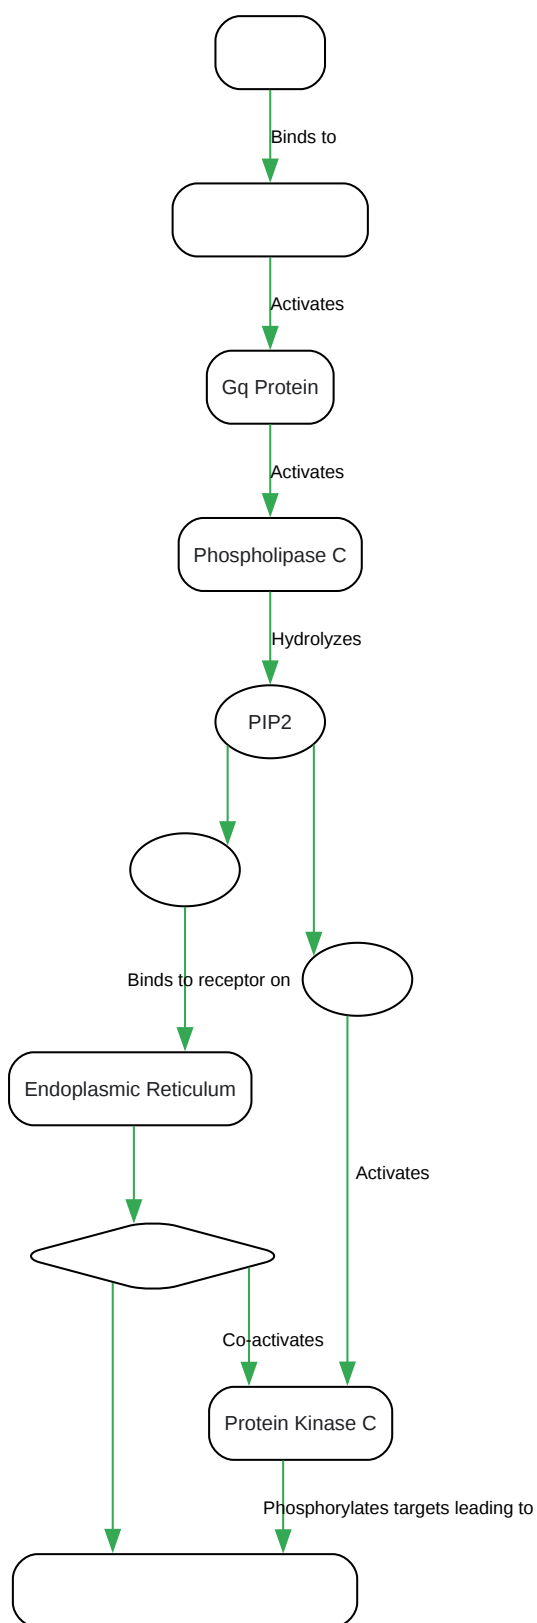 Binds to
Activates
Gq Protein
Activates
Phospholipase C
Hydrolyzes
PIP2
Binds to receptor on
Endoplasmic Reticulum
Activates
Co-activates
Protein Kinase C
Phosphorylates targets leading to